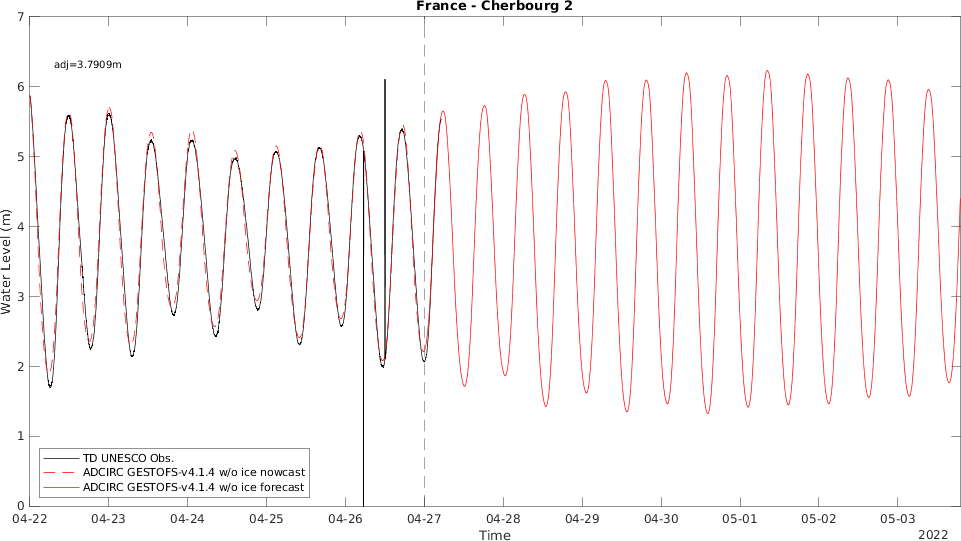 France - Cherbourg 2
7
adj=3.7909m
6
5
4
Water Level (m)
3
2
1
TD UNESCO Obs.
ADCIRC GESTOFS-v4.1.4 w/o ice nowcast
ADCIRC GESTOFS-v4.1.4 w/o ice forecast
0
04-22 04-23 04-24 04-25 04-26 04-27 04-28 04-29 04-30 05-01 05-02 05-03
Time
2022